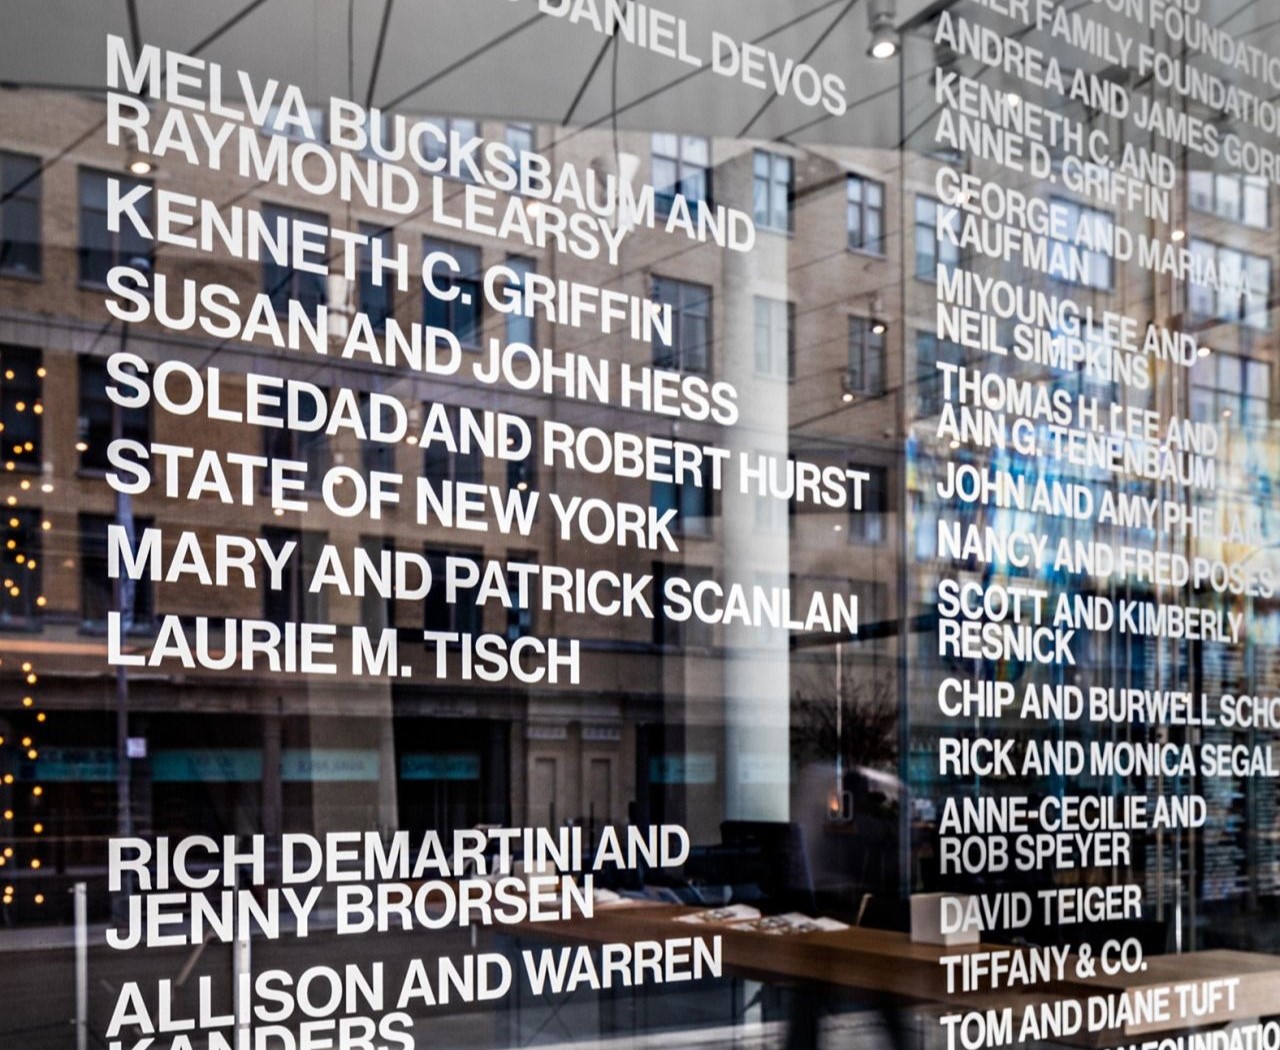 DANIEL DEVOS
MELVA BUCKSBAUM AND
RAYMOND LEARSY
KENNETH C. GRIFFIN
SUSAN AND JOHN HESS
SOLEDAD AND ROBERT HURST
STATE OF NEW YORK
MARY AND PATRICK SCANLAN
LAURIE M. TISCH
RICH DEMARTINI AND
JENNY BRORSEN
ALLISON AND WARREN
KANDERS
FAMILY
ANDREA AND JAMES
KENNETH C. AND
ANNE D. GRIFFIN
GEORGE AND MARIANA
KAUFMAN
MIYOUNG LEE AND
NEIL SIMPKINS
THOMAS H. LEE AND
ANN G. TENENBAUM
JOHN AND AMY PHELAN
NANCY AND FRED POSES
SCOTT AND KIMBERLY
RESNICK
CHIP AND BURWELL
RICK AND MONICA SEGAL
ANNE-CECILIE AND
ROB SPEYER
DAVID TEIGER
TIFFANY & CO.
TOM AND DIANE TUFT